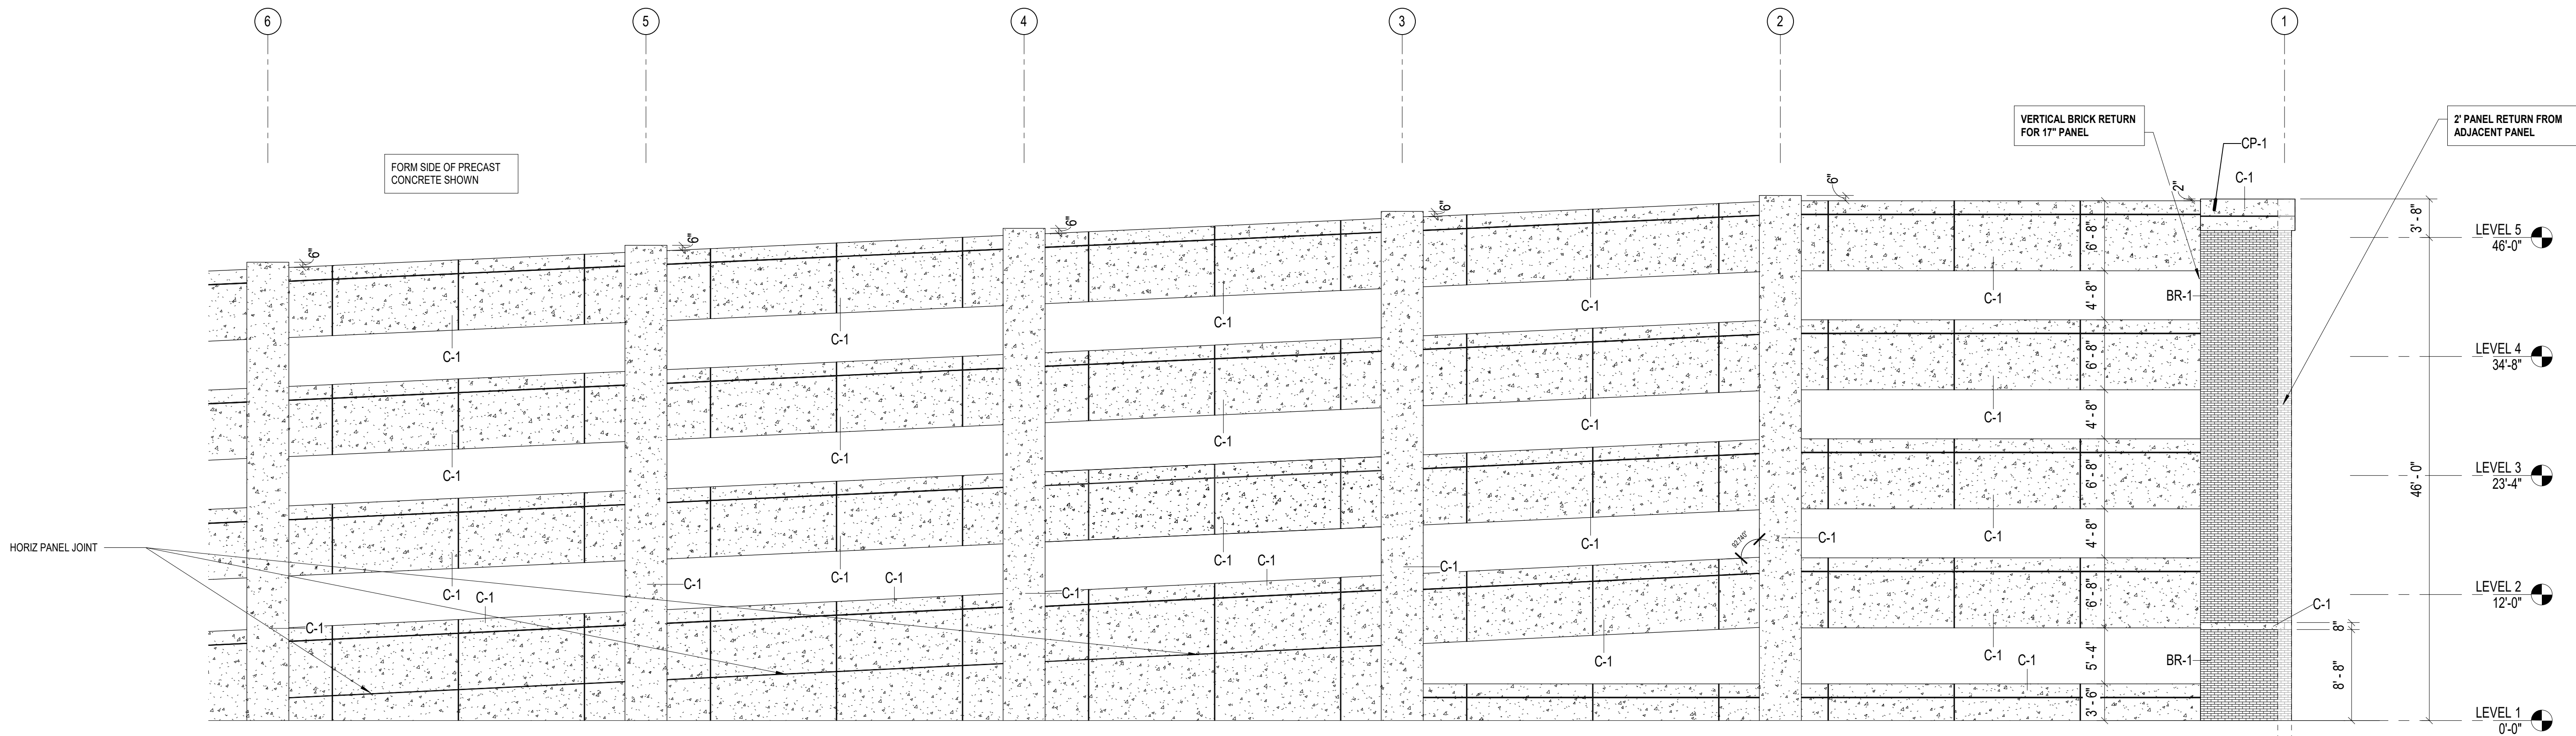 6
5
4
3
2
1
FORM SIDE OF PRECAST
CONCRETE SHOWN
VERTICAL BRICK RETURN
FOR 17" PANEL
2' PANEL RETURN FROM
ADJACENT PANEL
CP-1
C-1
2"
6"
6"
6"
6"
6"
3' - 8"
LEVEL 5
46'-0"
6' - 8"
BR-1
C-1
C-1
C-1
C-1
C-1
4' - 8"
LEVEL 4
34'-8"
6' - 8"
C-1
C-1
C-1
C-1
C-1
4' - 8"
LEVEL 3
23'-4"
46' - 0"
6' - 8"
C-1
C-1
C-1
C-1
C-1
4' - 8"
HORIZ PANEL JOINT
92.740°
C-1
C-1
C-1
C-1
C-1
C-1
C-1
C-1
C-1
LEVEL 2
12'-0"
6' - 8"
C-1
8"
C-1
C-1
C-1
5' - 4"
BR-1
8' - 8"
3' - 6"
LEVEL 1
0'-0"